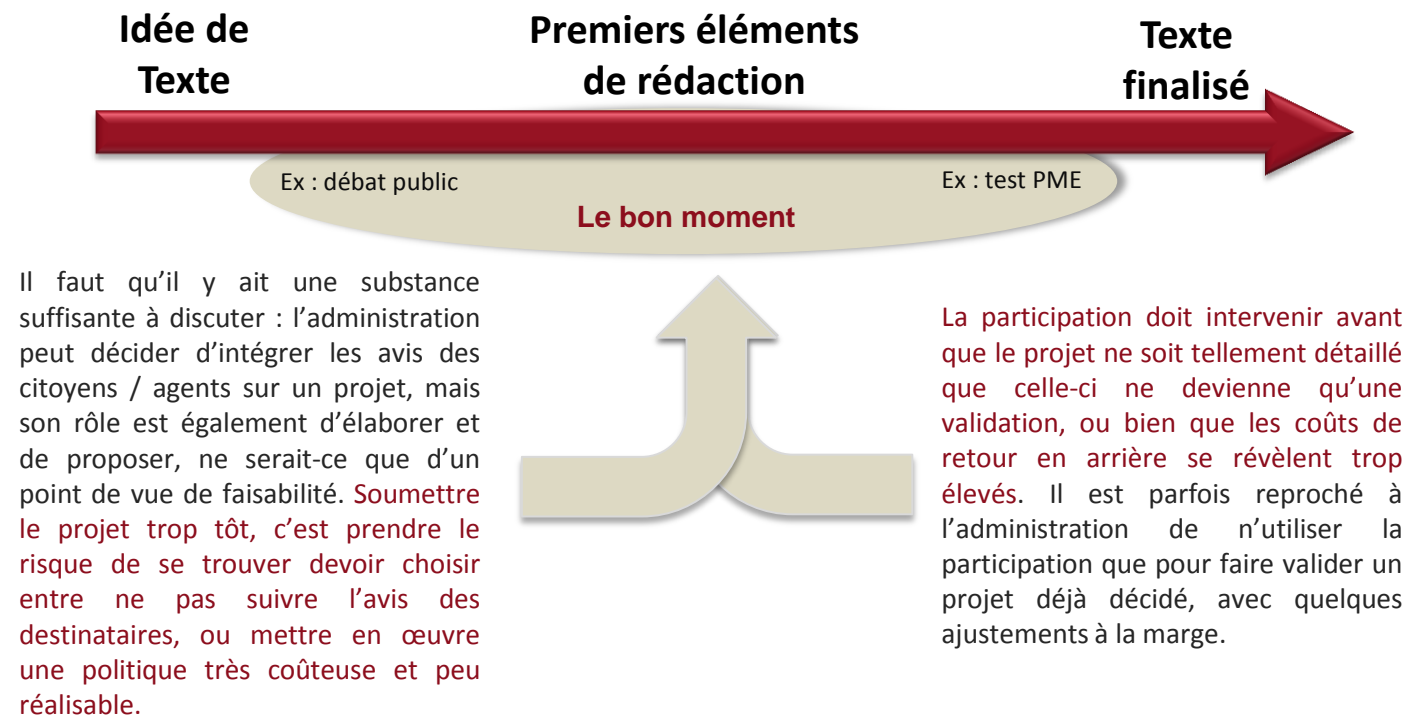 Idée de
Texte
Premiers éléments
de rédaction
Texte
finalisé
Ex : débat public
Ex : test PME
Le bon moment
Il faut qu’il y ait une substance
suffisante à discuter : l’administration
peut décider d’intégrer les avis des
citoyens / agents sur un projet, mais
son rôle est également d’élaborer et
de proposer, ne serait-ce que d’un
point de vue de faisabilité. Soumettre
le projet trop tôt, c’est prendre le
risque de se trouver devoir choisir
entre ne pas suivre l’avis des
destinataires, ou mettre en œuvre
une politique très coûteuse et peu
réalisable.
La participation doit intervenir avant
que le projet ne soit tellement détaillé
que celle-ci ne devienne qu’une
validation, ou bien que les coûts de
retour en arrière se révèlent trop
élevés. Il est parfois reproché à
l’administration de n’utiliser la
participation que pour faire valider un
projet déjà décidé, avec quelques
ajustements à la marge.